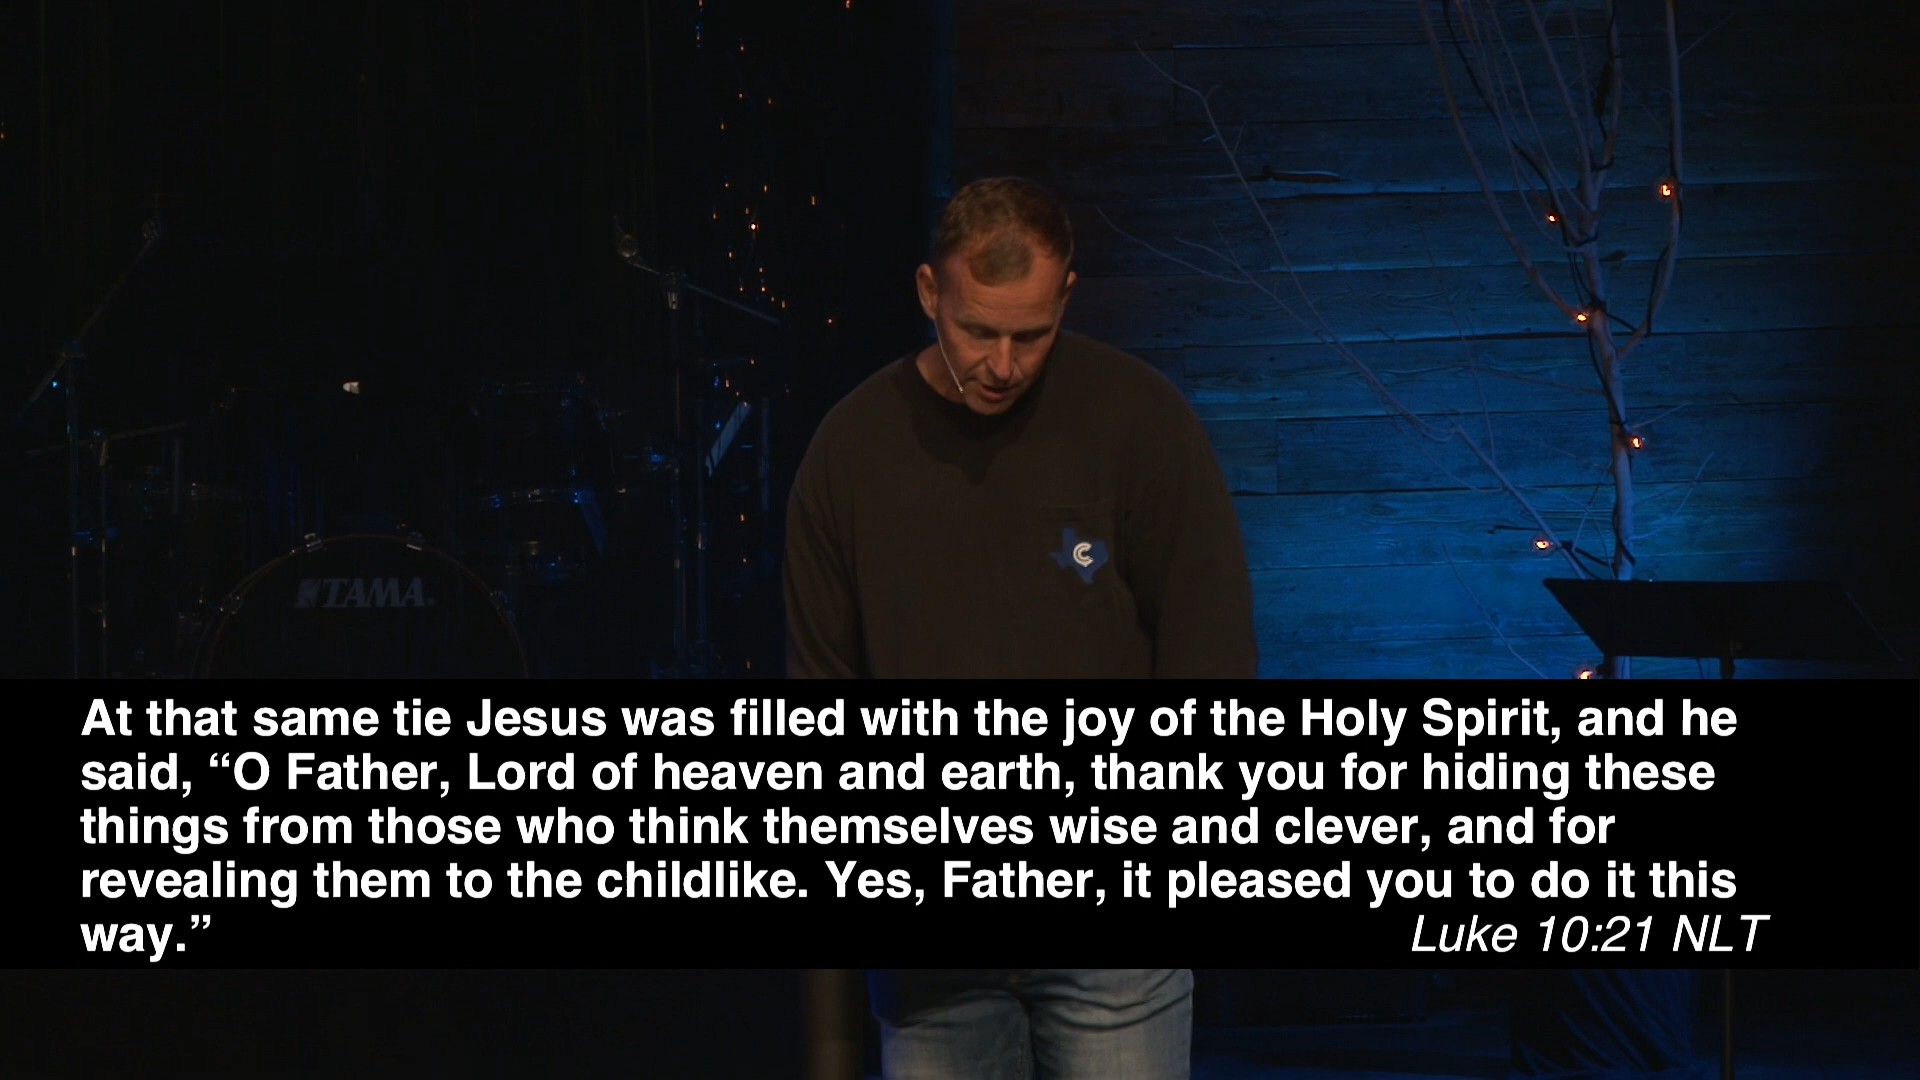 TAMA
C
At that same tie Jesus was filled with the joy of the Holy Spirit, and he
said, “O Father, Lord of heaven and earth, thank you for hiding these
things from those who think themselves wise and clever, and for
revealing them to the childlike. Yes, Father, it pleased you to do it this
way.”
Luke 10:21 NLT